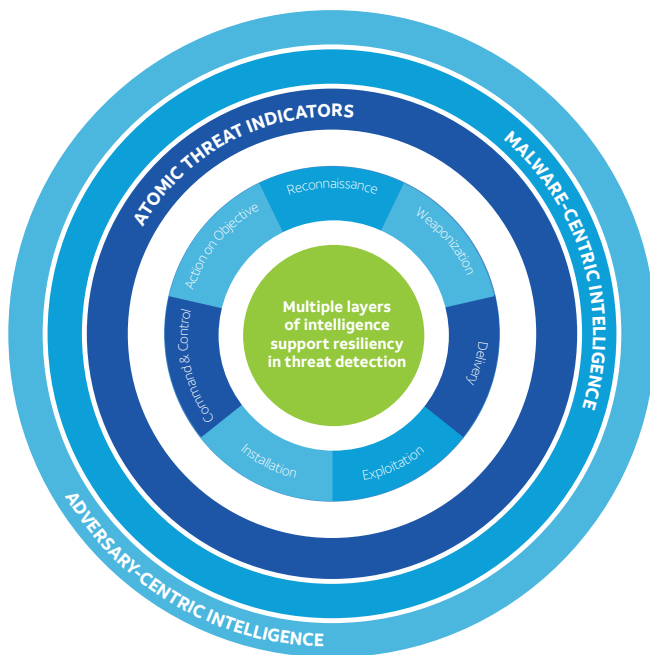 ATOMIC THREAT INDICATORS
MALWARE-CENTRIC INTELLIGENCE
ADVERSARY-CENTRIC INTELLIGENCE
Reconnaissance
Weaponization
Delivery
Exploitation
Installation
Command & Control
Action on Objective
Multiple layers
of intelligence
support resiliency
in threat detection